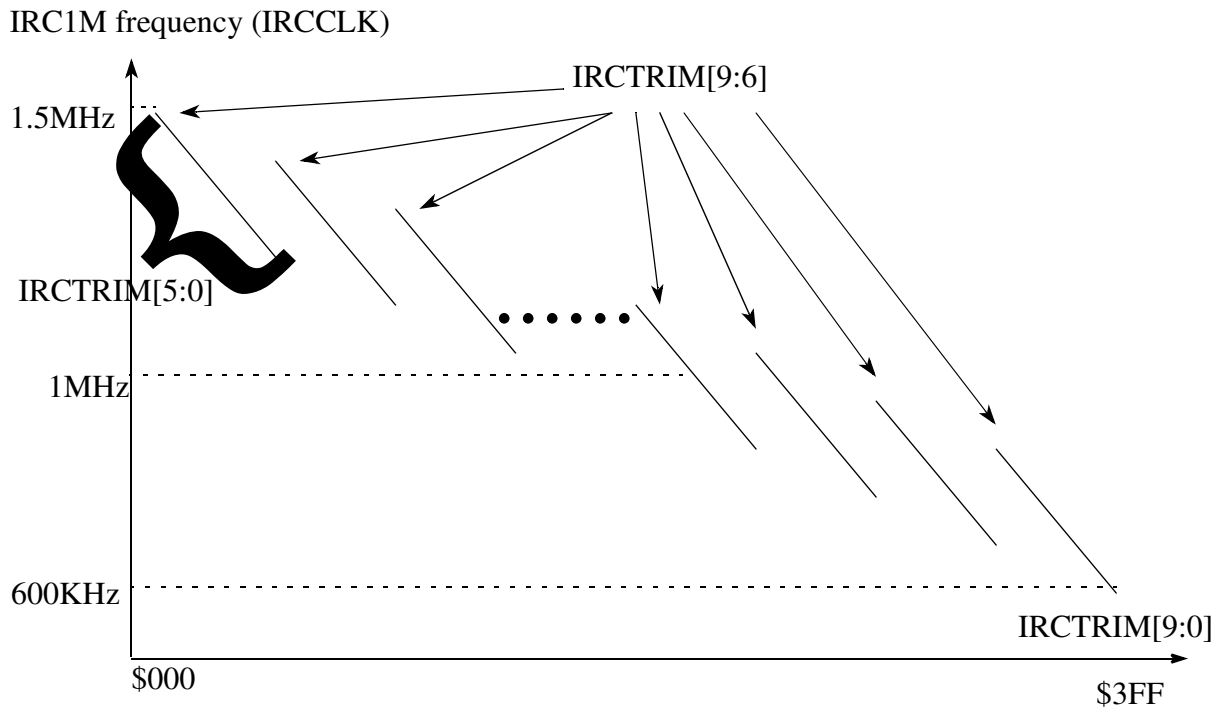 IRC1M frequency (IRCCLK)
IRCTRIM[9:6]
1.5MHz
IRCTRIM[5:0]
1MHz
600KHz
IRCTRIM[9:0]
$000
$3FF